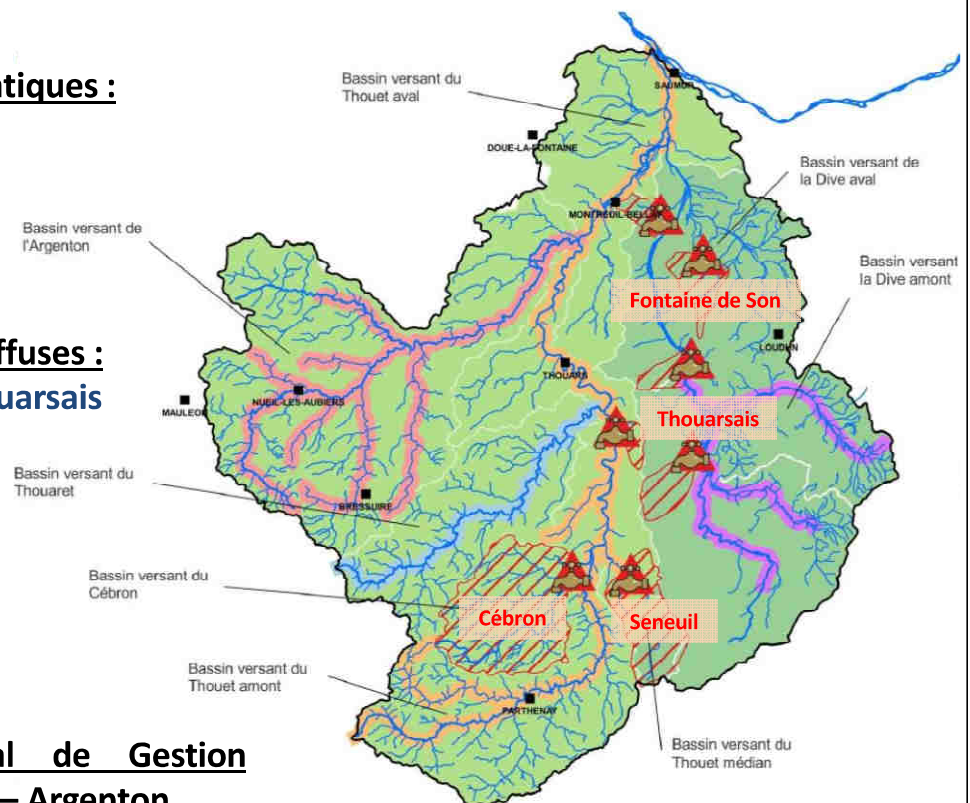 tiques :
Bassin versant du
Thouet aval
SAUMUR
DOUE-LA-FONTAINE
Bassin versant de
la Dive aval
MONTREUIL-BELLAY
Bassin versant de
l'Argenton
Bassin versant
la Dive amont
Fontaine de Son
LOUDUN
ffuses :
uarsais
THOUARS
NUEIL-LES-AUBIERS
MAULEON
Thouarsais
Bassin versant du
Thouaret
BRESSUIRE
Bassin versant du
Cébron
Cébron
Seneuil
Bassin versant du
Thouet amont
PARTHENAY
Bassin versant du
Thouet médian
al de Gestion
– Argenton